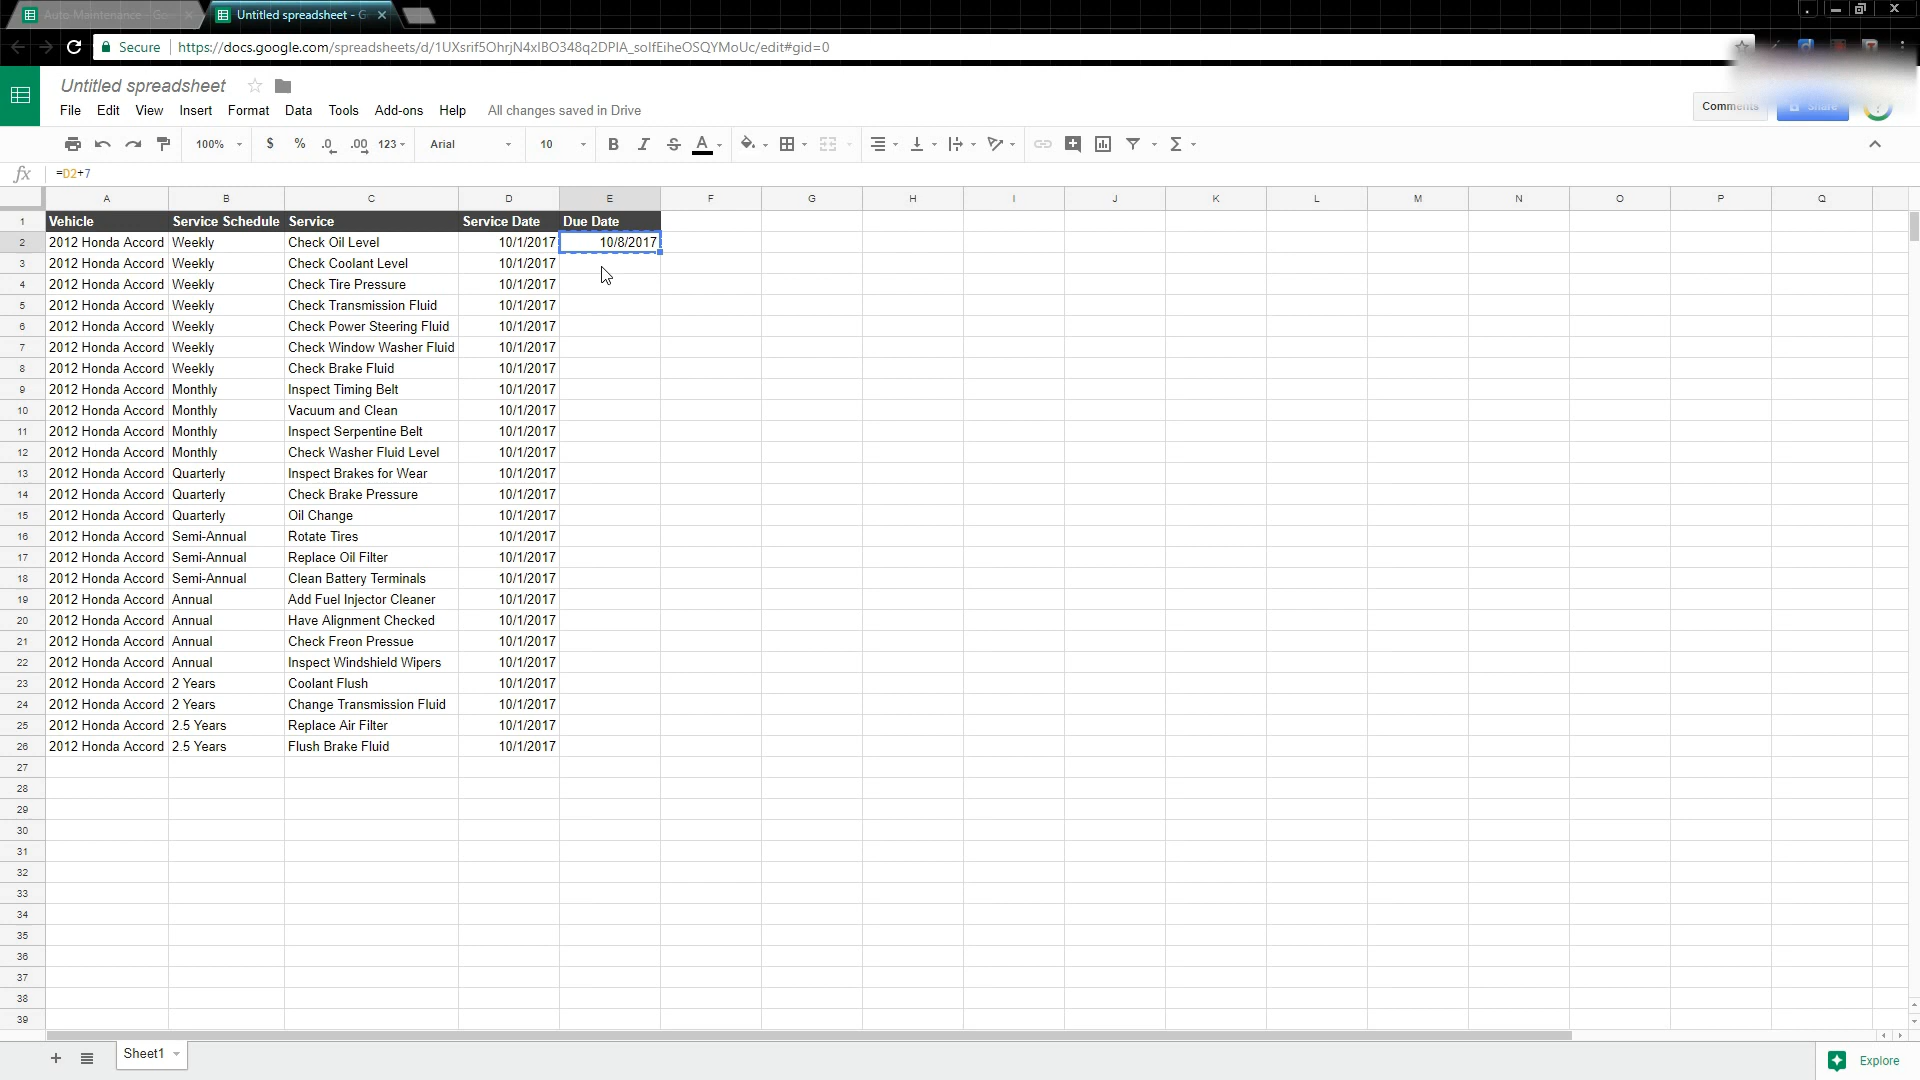 Auto Maintenance - Go
Untitled spreadsheet - G
Secure https://docs.google.com/spreadsheets/d/1UXsrif5OhrjN4xIBO348q2DPIA_solfEiheOSQYMoUc/edit#gid=0
Untitled spreadsheet
File Edit View Insert Format Data Tools Add-ons Help All changes saved in Drive
Comments Share
100% $ % .0 .00 123 Arial 10 B I S A Σ
fx =D2+7
A B C D E F G H I J K L M N O P Q
1 Vehicle Service Schedule Service Service Date Due Date
2 2012 Honda Accord Weekly Check Oil Level 10/1/2017 10/8/2017
3 2012 Honda Accord Weekly Check Coolant Level 10/1/2017
4 2012 Honda Accord Weekly Check Tire Pressure 10/1/2017
5 2012 Honda Accord Weekly Check Transmission Fluid 10/1/2017
6 2012 Honda Accord Weekly Check Power Steering Fluid 10/1/2017
7 2012 Honda Accord Weekly Check Window Washer Fluid 10/1/2017
8 2012 Honda Accord Weekly Check Brake Fluid 10/1/2017
9 2012 Honda Accord Monthly Inspect Timing Belt 10/1/2017
10 2012 Honda Accord Monthly Vacuum and Clean 10/1/2017
11 2012 Honda Accord Monthly Inspect Serpentine Belt 10/1/2017
12 2012 Honda Accord Monthly Check Washer Fluid Level 10/1/2017
13 2012 Honda Accord Quarterly Inspect Brakes for Wear 10/1/2017
14 2012 Honda Accord Quarterly Check Brake Pressure 10/1/2017
15 2012 Honda Accord Quarterly Oil Change 10/1/2017
16 2012 Honda Accord Semi-Annual Rotate Tires 10/1/2017
17 2012 Honda Accord Semi-Annual Replace Oil Filter 10/1/2017
18 2012 Honda Accord Semi-Annual Clean Battery Terminals 10/1/2017
19 2012 Honda Accord Annual Add Fuel Injector Cleaner 10/1/2017
20 2012 Honda Accord Annual Have Alignment Checked 10/1/2017
21 2012 Honda Accord Annual Check Freon Pressue 10/1/2017
22 2012 Honda Accord Annual Inspect Windshield Wipers 10/1/2017
23 2012 Honda Accord 2 Years Coolant Flush 10/1/2017
24 2012 Honda Accord 2 Years Change Transmission Fluid 10/1/2017
25 2012 Honda Accord 2.5 Years Replace Air Filter 10/1/2017
26 2012 Honda Accord 2.5 Years Flush Brake Fluid 10/1/2017
27
28
29
30
31
32
33
34
35
36
37
38
39
+ Sheet1 Explore